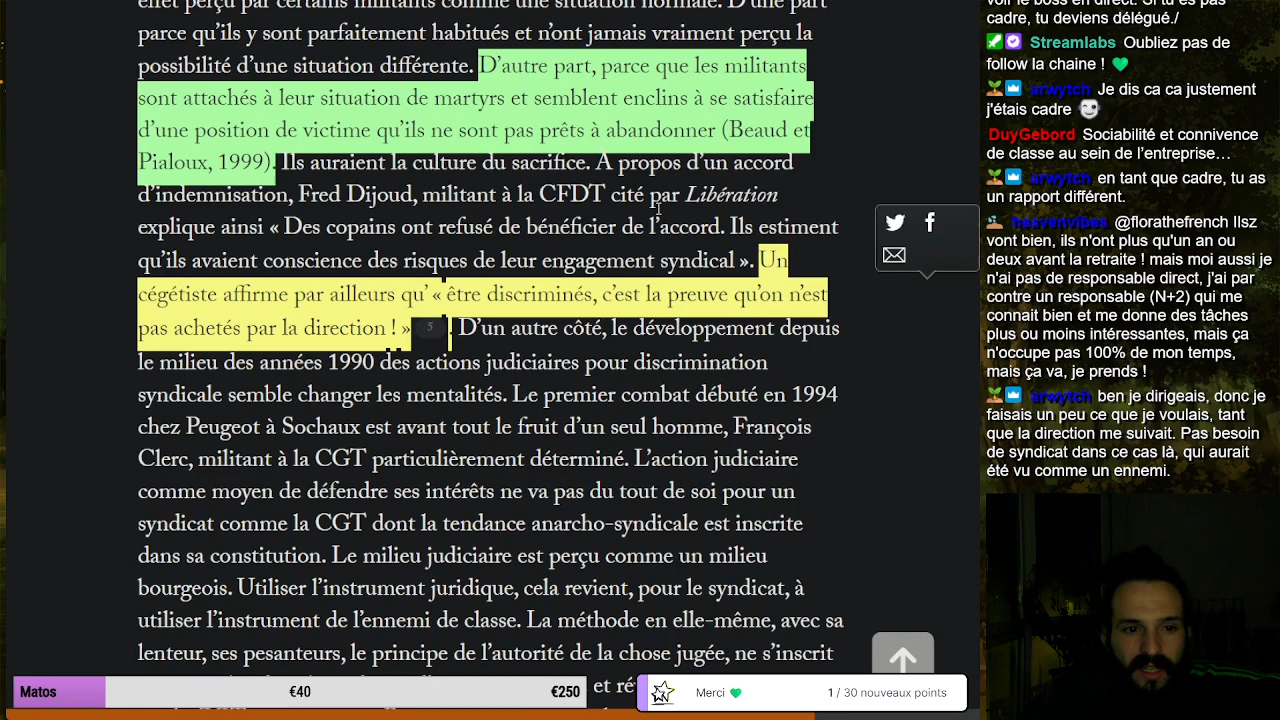 effet perçu par certains militants comme une situation normale. D'une part
parce qu'ils y sont parfaitement habitués et n'ont jamais vraiment perçu la
possibilité d'une situation différente. D'autre part, parce que les militants
sont attachés à leur situation de martyrs et semblent enclins à se satisfaire
d'une position de victime qu'ils ne sont pas prêts à abandonner (Beaud et
Pialoux, 1999). Ils auraient la culture du sacrifice. À propos d'un accord
d'indemnisation, Fred Dijoud, militant à la CFDT cité par Libération
explique ainsi « Des copains ont refusé de bénéficier de l'accord. Ils estiment
qu'ils avaient conscience des risques de leur engagement syndical ». Un
cégétiste affirme par ailleurs qu' « être discriminés, c'est la preuve qu'on n'est
pas achetés par la direction ! » 5 . D'un autre côté, le développement depuis
le milieu des années 1990 des actions judiciaires pour discrimination
syndicale semble changer les mentalités. Le premier combat débuté en 1994
chez Peugeot à Sochaux est avant tout le fruit d'un seul homme, François
Clerc, militant à la CGT particulièrement déterminé. L'action judiciaire
comme moyen de défendre ses intérêts ne va pas du tout de soi pour un
syndicat comme la CGT dont la tendance anarcho-syndicale est inscrite
dans sa constitution. Le milieu judiciaire est perçu comme un milieu
bourgeois. Utiliser l'instrument juridique, cela revient, pour le syndicat, à
utiliser l'instrument de l'ennemi de classe. La méthode en elle-même, avec sa
lenteur, ses pesanteurs, le principe de l'autorité de la chose jugée, ne s'inscrit
Matos €40 €250
Merci 1 / 30 nouveaux points
voir le boss en direct. Si tu es pas
cadre, tu deviens délégué./
Streamlabs Oubliez pas de
follow la chaine !
arwytch Je dis ca ca justement
j'étais cadre
DuyGebord Sociabilité et connivence
de classe au sein de l'entreprise…
arwytch en tant que cadre, tu as
un rapport différent.
heavenvibes @florathefrench Ilsz
vont bien, ils n'ont plus qu'un an ou
deux avant la retraite ! mais moi aussi je
n'ai pas de responsable direct, j'ai par
contre un responsable (N+2) qui me
connait bien et me donne des tâches
plus ou moins intéressantes, mais ça
n'occupe pas 100% de mon temps,
mais ça va, je prends !
arwytch ben je dirigeais, donc je
faisais un peu ce que je voulais, tant
que la direction me suivait. Pas besoin
de syndicat dans ce cas là, qui aurait
été vu comme un ennemi.